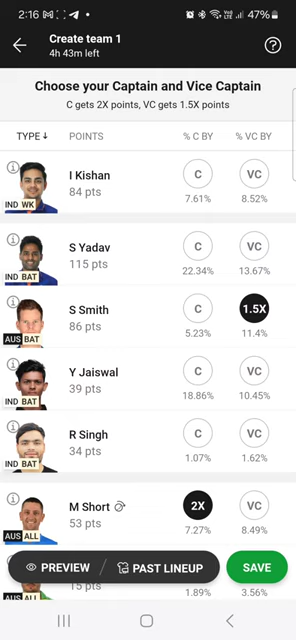 2:16 47%
Create team 1
4h 43m left
Choose your Captain and Vice Captain
C gets 2X points, VC gets 1.5X points
TYPE ↓ POINTS % C BY % VC BY
I Kishan
84 pts
IND WK
C VC
7.61% 8.52%
S Yadav
115 pts
IND BAT
C VC
22.34% 13.67%
S Smith
86 pts
AUS BAT
C 1.5X
5.23% 11.4%
Y Jaiswal
39 pts
IND BAT
C VC
18.86% 10.45%
R Singh
34 pts
IND BAT
C VC
1.07% 1.62%
M Short
53 pts
AUS ALL
2X VC
7.27% 8.49%
PREVIEW / PAST LINEUP SAVE
15 pts
AUS ALL
1.89% 3.56%